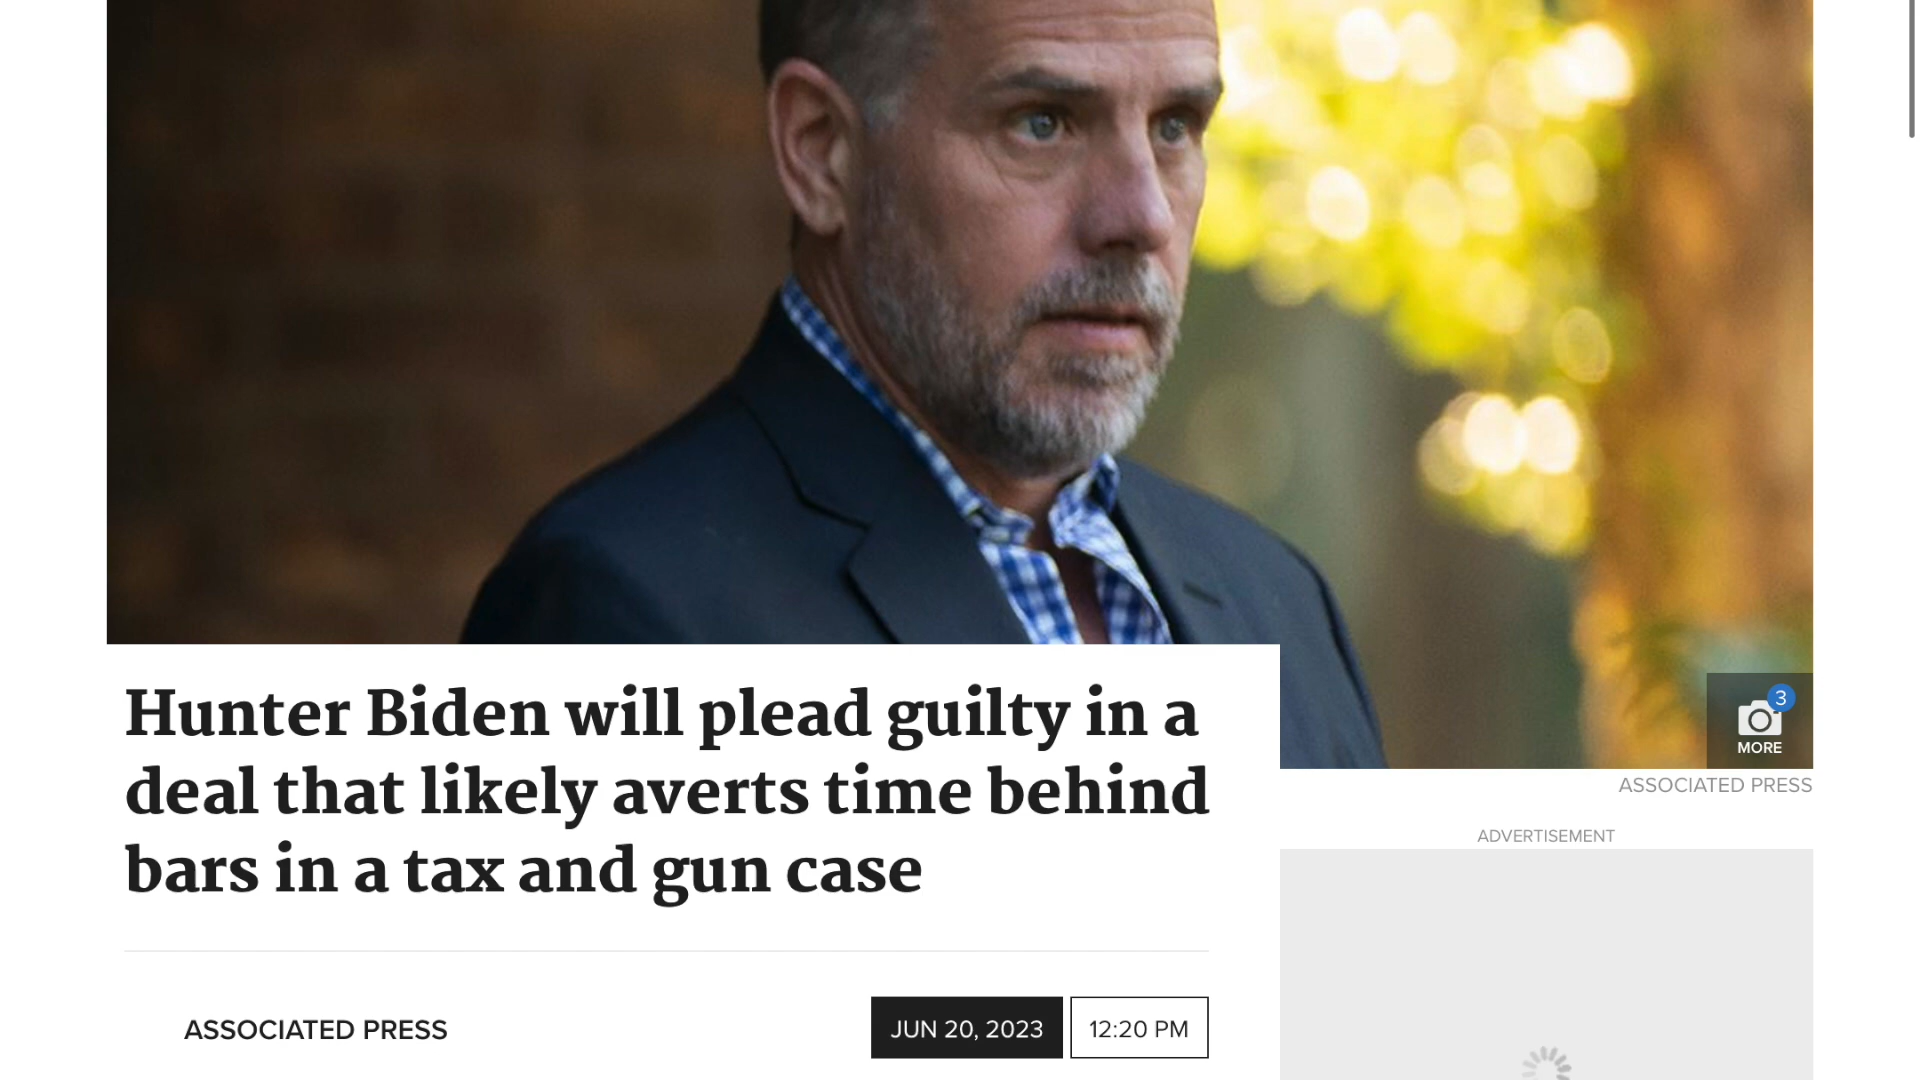 3
MORE
Hunter Biden will plead guilty in a
deal that likely averts time behind
bars in a tax and gun case
ASSOCIATED PRESS
ADVERTISEMENT
ASSOCIATED PRESS
JUN 20, 2023
12:20 PM